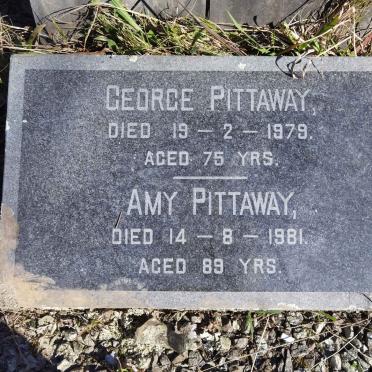 GEORGE PITTAWAY,
DIED 19 – 2 – 1979.
AGED 75 YRS.
AMY PITTAWAY,
DIED 14 – 8 – 1981.
AGED 89 YRS.